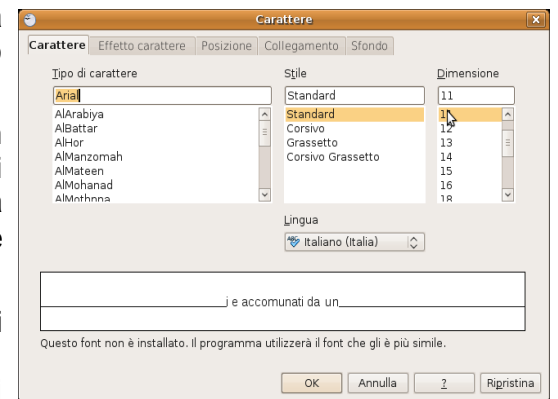 Carattere
Carattere Effetto carattere Posizione Collegamento Sfondo
Tipo di carattere
Arial
AlArabiya
AlBattar
AlHor
AlManzomah
AlMateen
AlMohanad
AlMothnna
Stile
Standard
Standard
Corsivo
Grassetto
Corsivo Grassetto
Dimensione
11
12
13
14
15
16
18
Lingua
Italiano (Italia)
i e accomunati da un
Questo font non è installato. Il programma utilizzerà il font che gli è più simile.
OK Annulla ? Ripristina